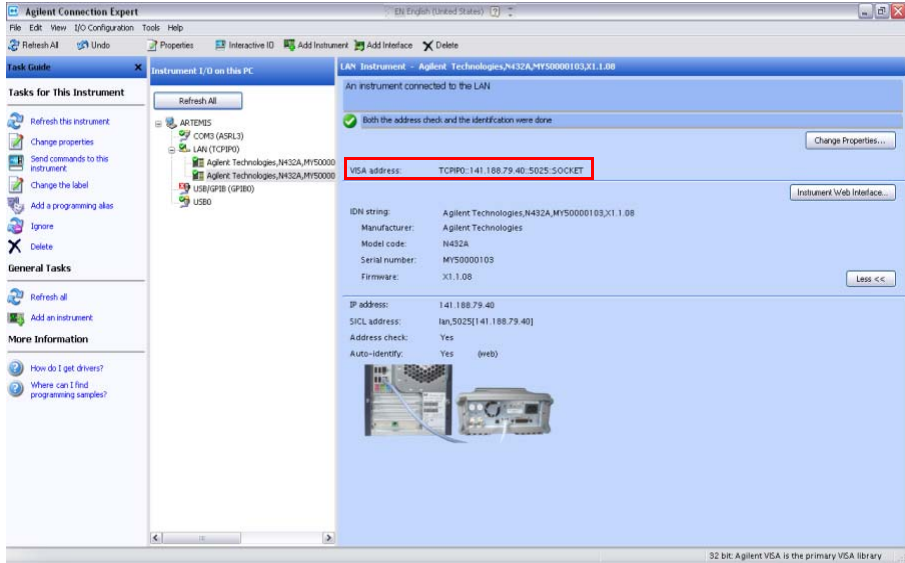 Agilent Connection Expert
EN English (United States)
File Edit View I/O Configuration Tools Help
Refresh All Undo Properties Interactive IO Add Instrument Add Interface Delete
Task Guide
Tasks for This Instrument
Refresh this instrument
Change properties
Send commands to this
instrument
Change the label
Add a programming alias
Ignore
Delete
General Tasks
Refresh all
Add an instrument
More Information
How do I get drivers?
Where can I find
programming samples?
Instrument I/O on this PC
Refresh All
ARTEMIS
COM3 (ASRL3)
LAN (TCPIP0)
Agilent Technologies,N432A,MY50000
Agilent Technologies,N432A,MY50000
USB/GPIB (GPIB0)
USB0
LAN Instrument - Agilent Technologies,N432A,MY50000103,X1.1.08
An instrument connected to the LAN
Both the address check and the identifcation were done
Change Properties...
VISA address: TCPIP0::141.188.79.40::5025::SOCKET
Instrument Web Interface...
IDN string: Agilent Technologies,N432A,MY50000103,X1.1.08
Manufacturer: Agilent Technologies
Model code: N432A
Serial number: MY50000103
Firmware: X1.1.08
Less <<
IP address: 141.188.79.40
SICL address: lan,5025[141.188.79.40]
Address check: Yes
Auto-identify: Yes (web)
32 bit: Agilent VISA is the primary VISA library